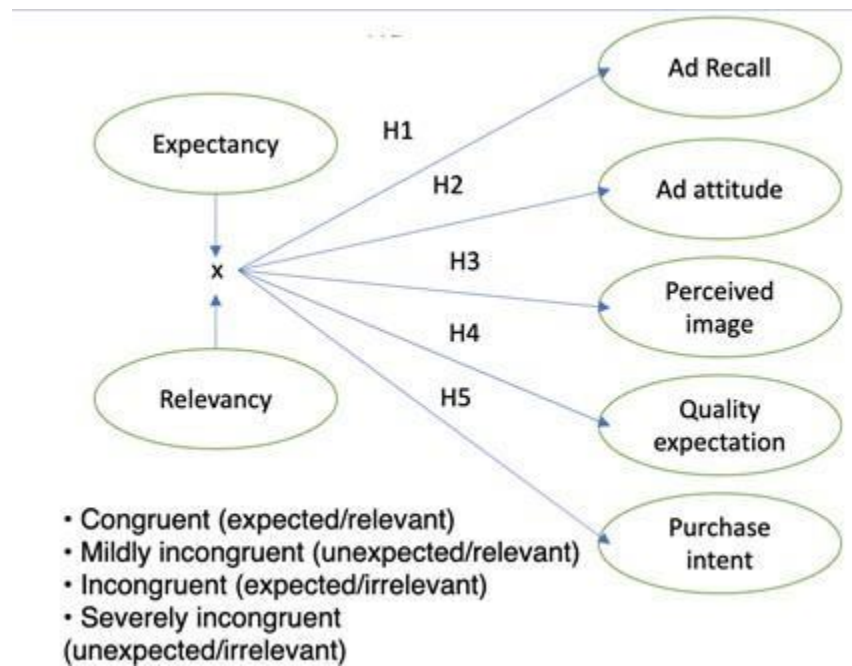 Ad Recall
Expectancy
H1
H2
Ad attitude
x
H3
Perceived
image
H4
Relevancy
H5
Quality
expectation
• Congruent (expected/relevant)
• Mildly incongruent (unexpected/relevant)
• Incongruent (expected/irrelevant)
• Severely incongruent
(unexpected/irrelevant)
Purchase
intent